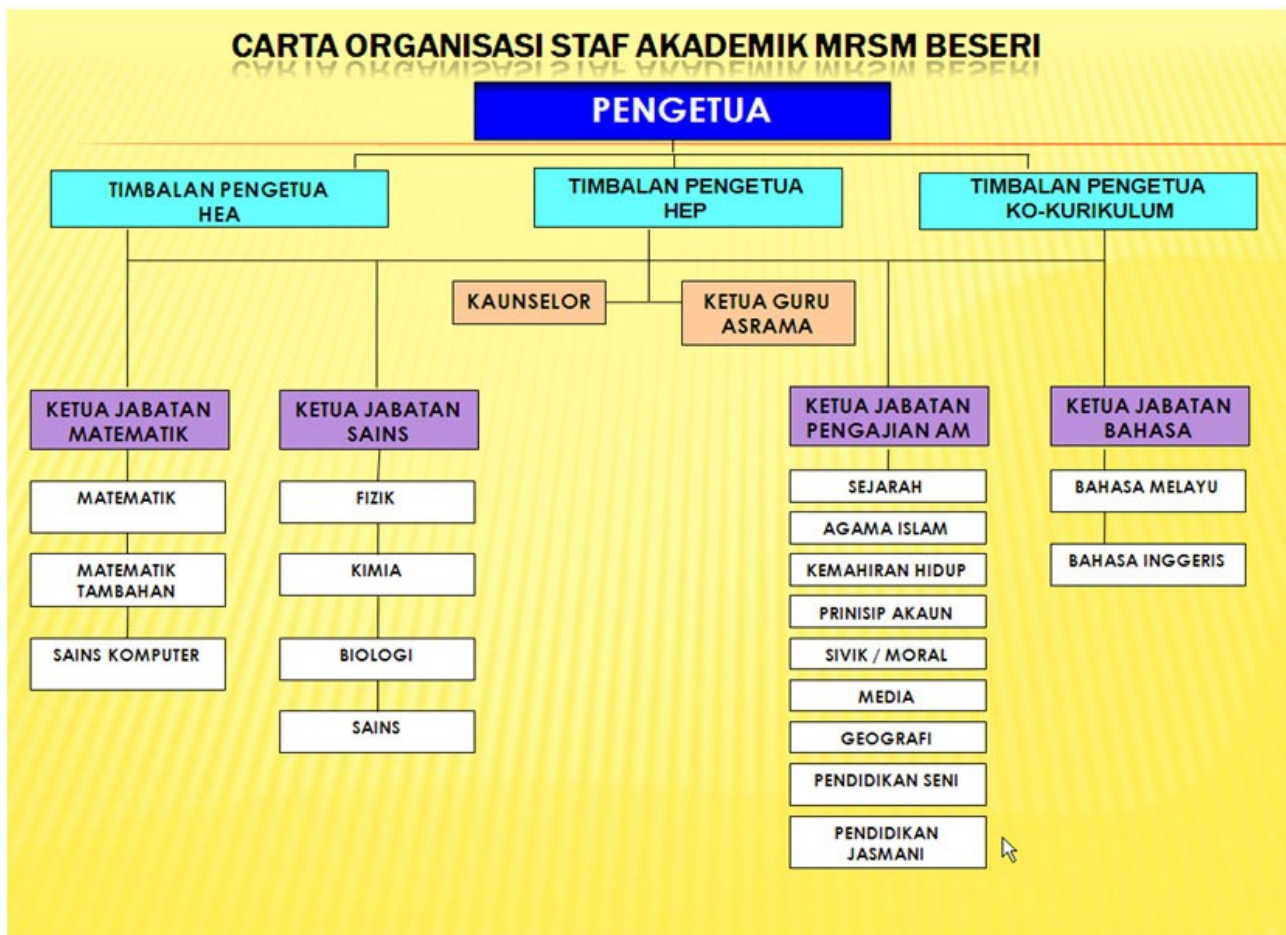 CARTA ORGANISASI STAF AKADEMIK MRSM BESERI
PENGETUA
TIMBALAN PENGETUA
HEA
TIMBALAN PENGETUA
HEP
TIMBALAN PENGETUA
KO-KURIKULUM
KAUNSELOR
KETUA GURU
ASRAMA
KETUA JABATAN
MATEMATIK
MATEMATIK
MATEMATIK
TAMBAHAN
SAINS KOMPUTER
KETUA JABATAN
SAINS
FIZIK
KIMIA
BIOLOGI
SAINS
KETUA JABATAN
PENGAJIAN AM
SEJARAH
AGAMA ISLAM
KEMAHIRAN HIDUP
PRINISIP AKAUN
SIVIK / MORAL
MEDIA
GEOGRAFI
PENDIDIKAN SENI
PENDIDIKAN
JASMANI
KETUA JABATAN
BAHASA
BAHASA MELAYU
BAHASA INGGERIS